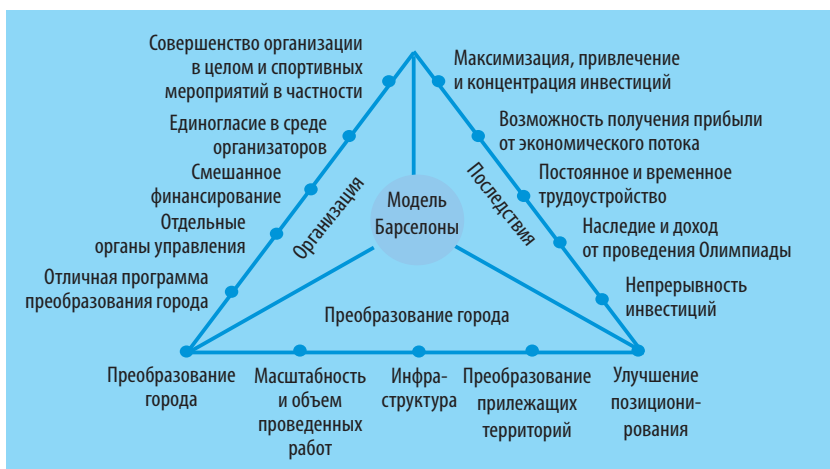 Совершенство организации
в целом и спортивных
мероприятий в частности
Единогласие в среде
организаторов
Смешанное
финансирование
Отдельные
органы управления
Отличная программа
преобразования города
Организация
Модель
Барселоны
Последствия
Максимизация, привлечение
и концентрация инвестиций
Возможность получения прибыли
от экономического потока
Постоянное и временное
трудоустройство
Наследие и доход
от проведения Олимпиады
Непрерывность
инвестиций
Преобразование города
Преобразование
города
Масштабность
и объем
проведенных
работ
Инфра-
структура
Преобразование
прилежащих
территорий
Улучшение
позициони-
рования